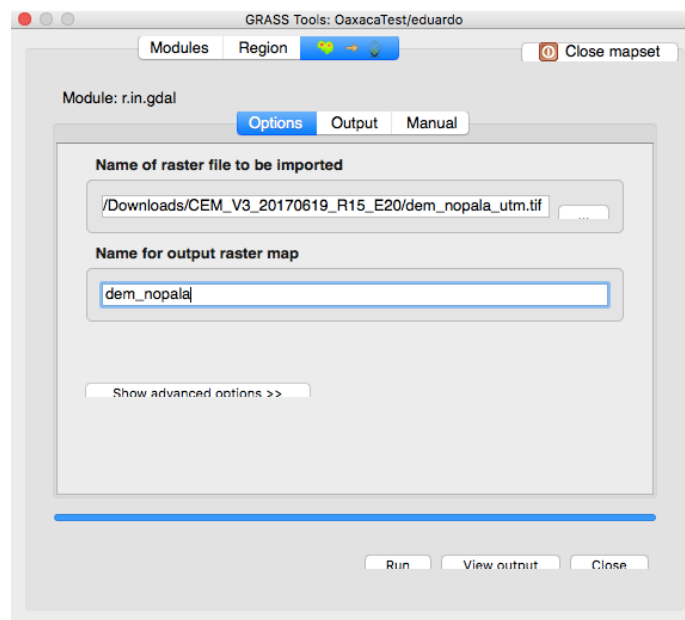 GRASS Tools: OaxacaTest/eduardo
Modules Region Close mapset
Module: r.in.gdal
Options Output Manual
Name of raster file to be imported
/Downloads/CEM_V3_20170619_R15_E20/dem_nopala_utm.tif ...
Name for output raster map
dem_nopala
Show advanced options >>
Run View output Close